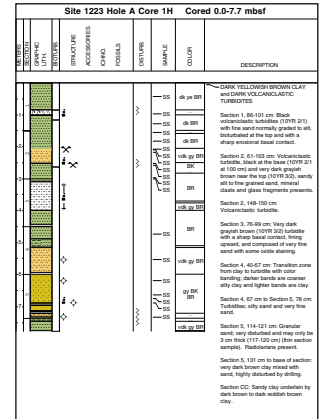 Site 1223 Hole A Core 1H Cored 0.0-7.7 mbsf
METERS
SECTION
GRAPHIC LITH.
BIOTURB.
STRUCTURE
ACCESSORIES
ICHNO.
FOSSILS
DISTURB.
SAMPLE
COLOR
DESCRIPTION
SS
dk ye BR
SS
SS
dk BR
SS
SS
dk BR
SS
SS
vdk gy BR
SS
BK
SS
SS
SS
BR
vdk gy BR
SS
BR
SS
vdk gy BR
SS
gy BK
BR
SS
SS
SS
SS
SS
vdk gy BR
DARK YELLOWISH BROWN CLAY
and DARK VOLCANICLASTIC
TURBIDITES
Section 1, 86-101 cm: Black
volcaniclastic turbidites (10YR 2/1)
with fine sand normally graded to silt,
bioturbated at the top and with a
sharp erosional basal contact.
Section 2, 61-103 cm: Volcaniclastic
turbidite, black at the base (10YR 2/1
at 100 cm) and very dark grayish
brown near the top (10YR 3/2), sandy
silt to fine grained sand, mineral
clasts and glass fragments presents.
Section 2, 148-150 cm:
Volcaniclastic turbidite.
Section 3, 76-99 cm: Very dark
grayish brown (10YR 3/2) turbidite
with a sharp basal contact, fining
upward, and composed of very fine
sand with some oxide staining.
Section 4, 40-67 cm: Transition zone
from clay to turbidite with color
banding; darker bands are coarser
silty clay and lighter bands are clay.
Section 4, 67 cm to Section 5, 78 cm:
Turbidites; silty sand and very fine
sand.
Section 5, 114-121 cm: Granular
sand; very disturbed and may only be
3 cm thick (117-120 cm) (thin section
sample). Radiolarians present.
Section 5, 131 cm to base of section:
very dark brown clay mixed with
sand, highly disturbed by drilling.
Section CC: Sandy clay underlain by
dark brown to dark reddish brown
clay.